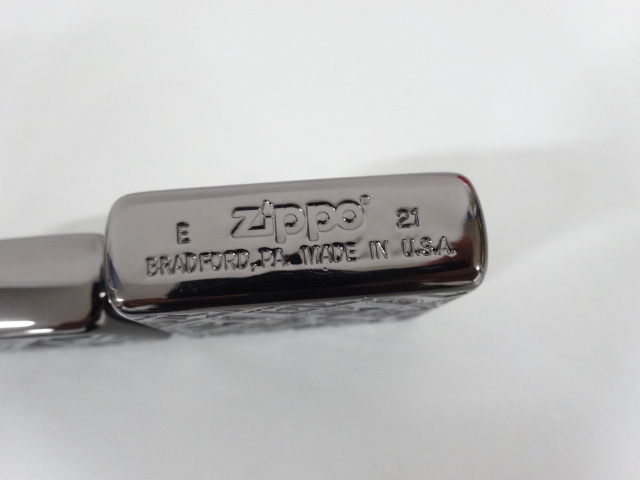 E Zippo® 21
BRADFORD, PA. MADE IN U.S.A.